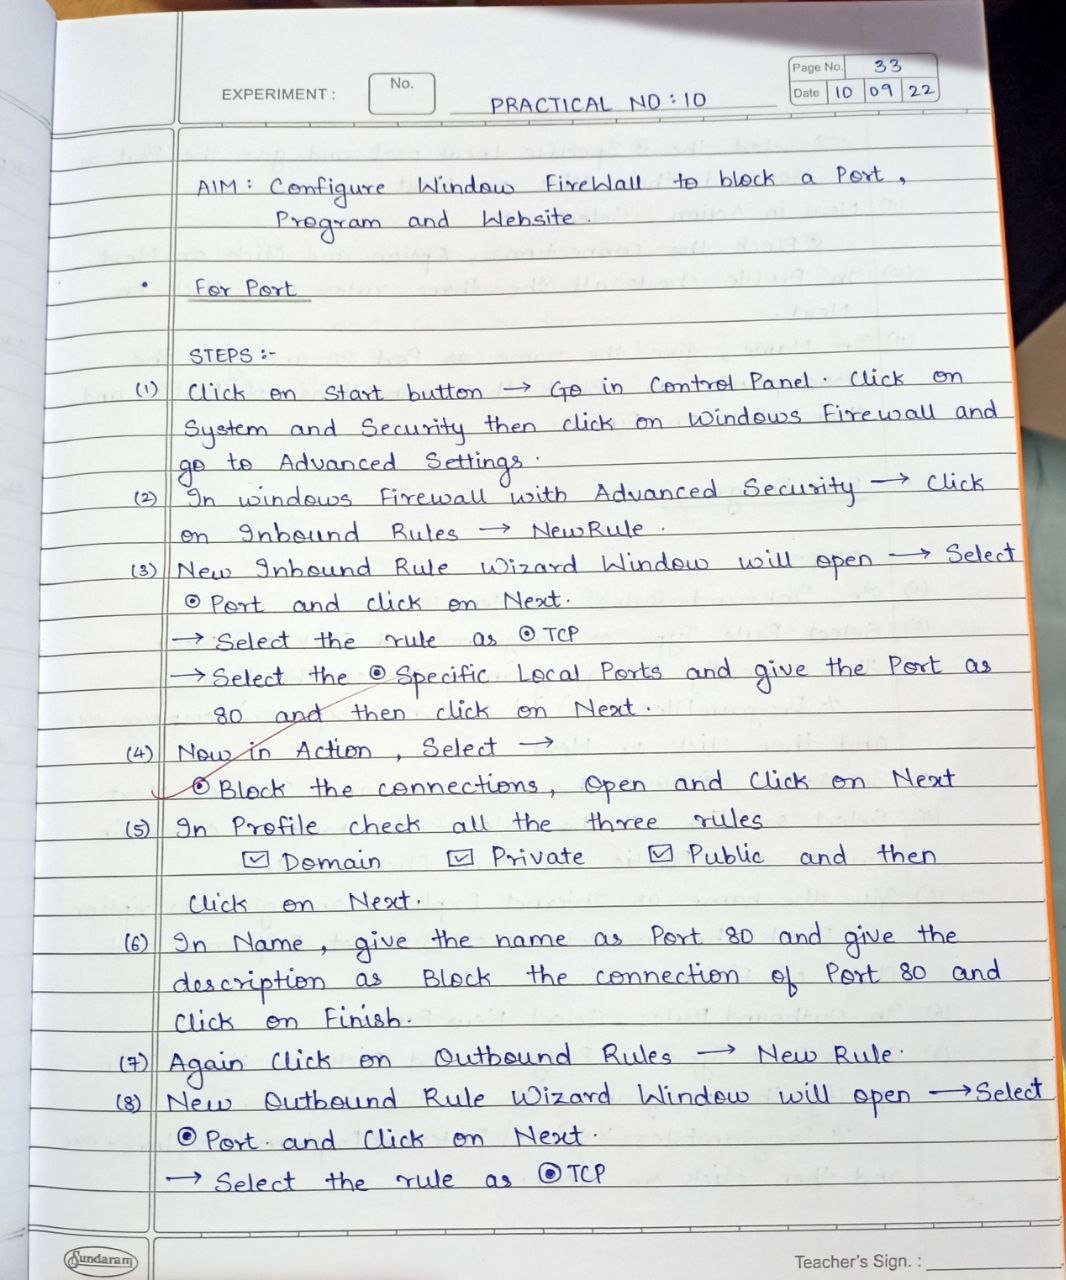 Page No. 33
EXPERIMENT : No.
PRACTICAL NO : 10
Date 10 09 22
AIM : Configure Window FireWall to block a Port ,
Program and Website .
• For Port
STEPS :-
(1) Click on Start button → Go in Control Panel . Click on
System and Security then click on Windows Firewall and
go to Advanced Settings .
(2) In windows Firewall with Advanced Security → Click
on Inbound Rules → New Rule .
(3) New Inbound Rule Wizard Window will open → Select
⦿ Port and click on Next .
→ Select the rule as ⦿ TCP
→ Select the ⦿ Specific Local Ports and give the Port as
80 and then click on Next .
(4) Now in Action , Select →
⦿ Block the connections , Open and Click on Next
(5) In Profile check all the three rules
☑ Domain ☑ Private ☑ Public and then
Click on Next .
(6) In Name , give the name as Port 80 and give the
description as Block the connection of Port 80 and
Click on Finish .
(7) Again Click on Outbound Rules → New Rule .
(8) New Outbound Rule Wizard Window will open → Select
⦿ Port and Click on Next .
→ Select the rule as ⦿ TCP
Sundaram
Teacher's Sign. :